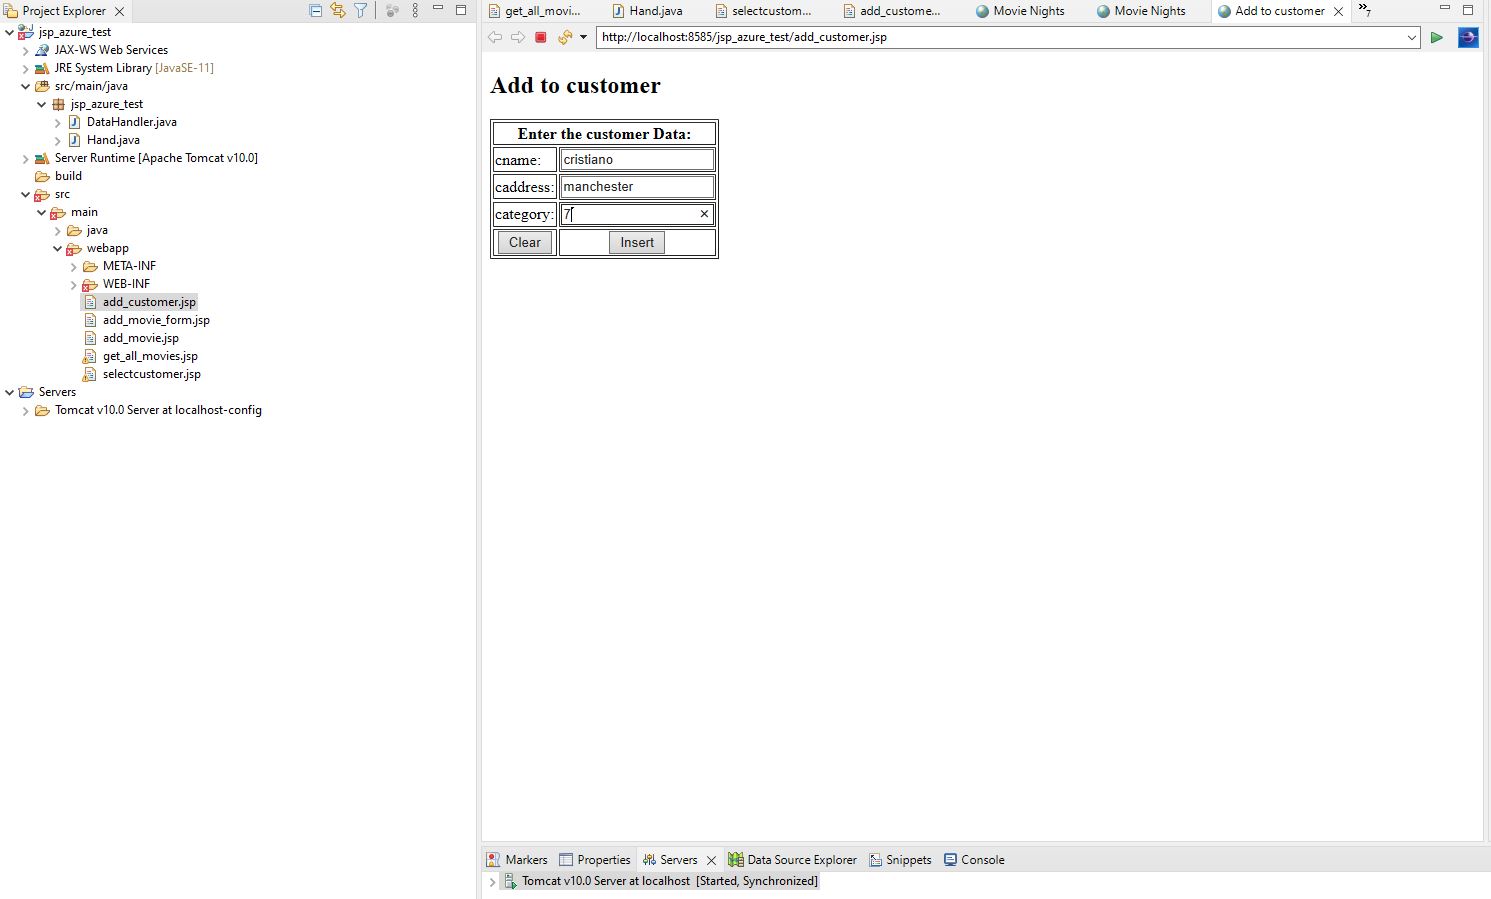 Project Explorer
jsp_azure_test
JAX-WS Web Services
JRE System Library [JavaSE-11]
src/main/java
jsp_azure_test
DataHandler.java
Hand.java
Server Runtime [Apache Tomcat v10.0]
build
src
main
java
webapp
META-INF
WEB-INF
add_customer.jsp
add_movie_form.jsp
add_movie.jsp
get_all_movies.jsp
selectcustomer.jsp
Servers
Tomcat v10.0 Server at localhost-config
get_all_movi... Hand.java selectcustom... add_custome... Movie Nights Movie Nights Add to customer »7
http://localhost:8585/jsp_azure_test/add_customer.jsp
Add to customer
Enter the customer Data:
cname: cristiano
caddress: manchester
category: 7
Clear Insert
Markers Properties Servers Data Source Explorer Snippets Console
Tomcat v10.0 Server at localhost [Started, Synchronized]